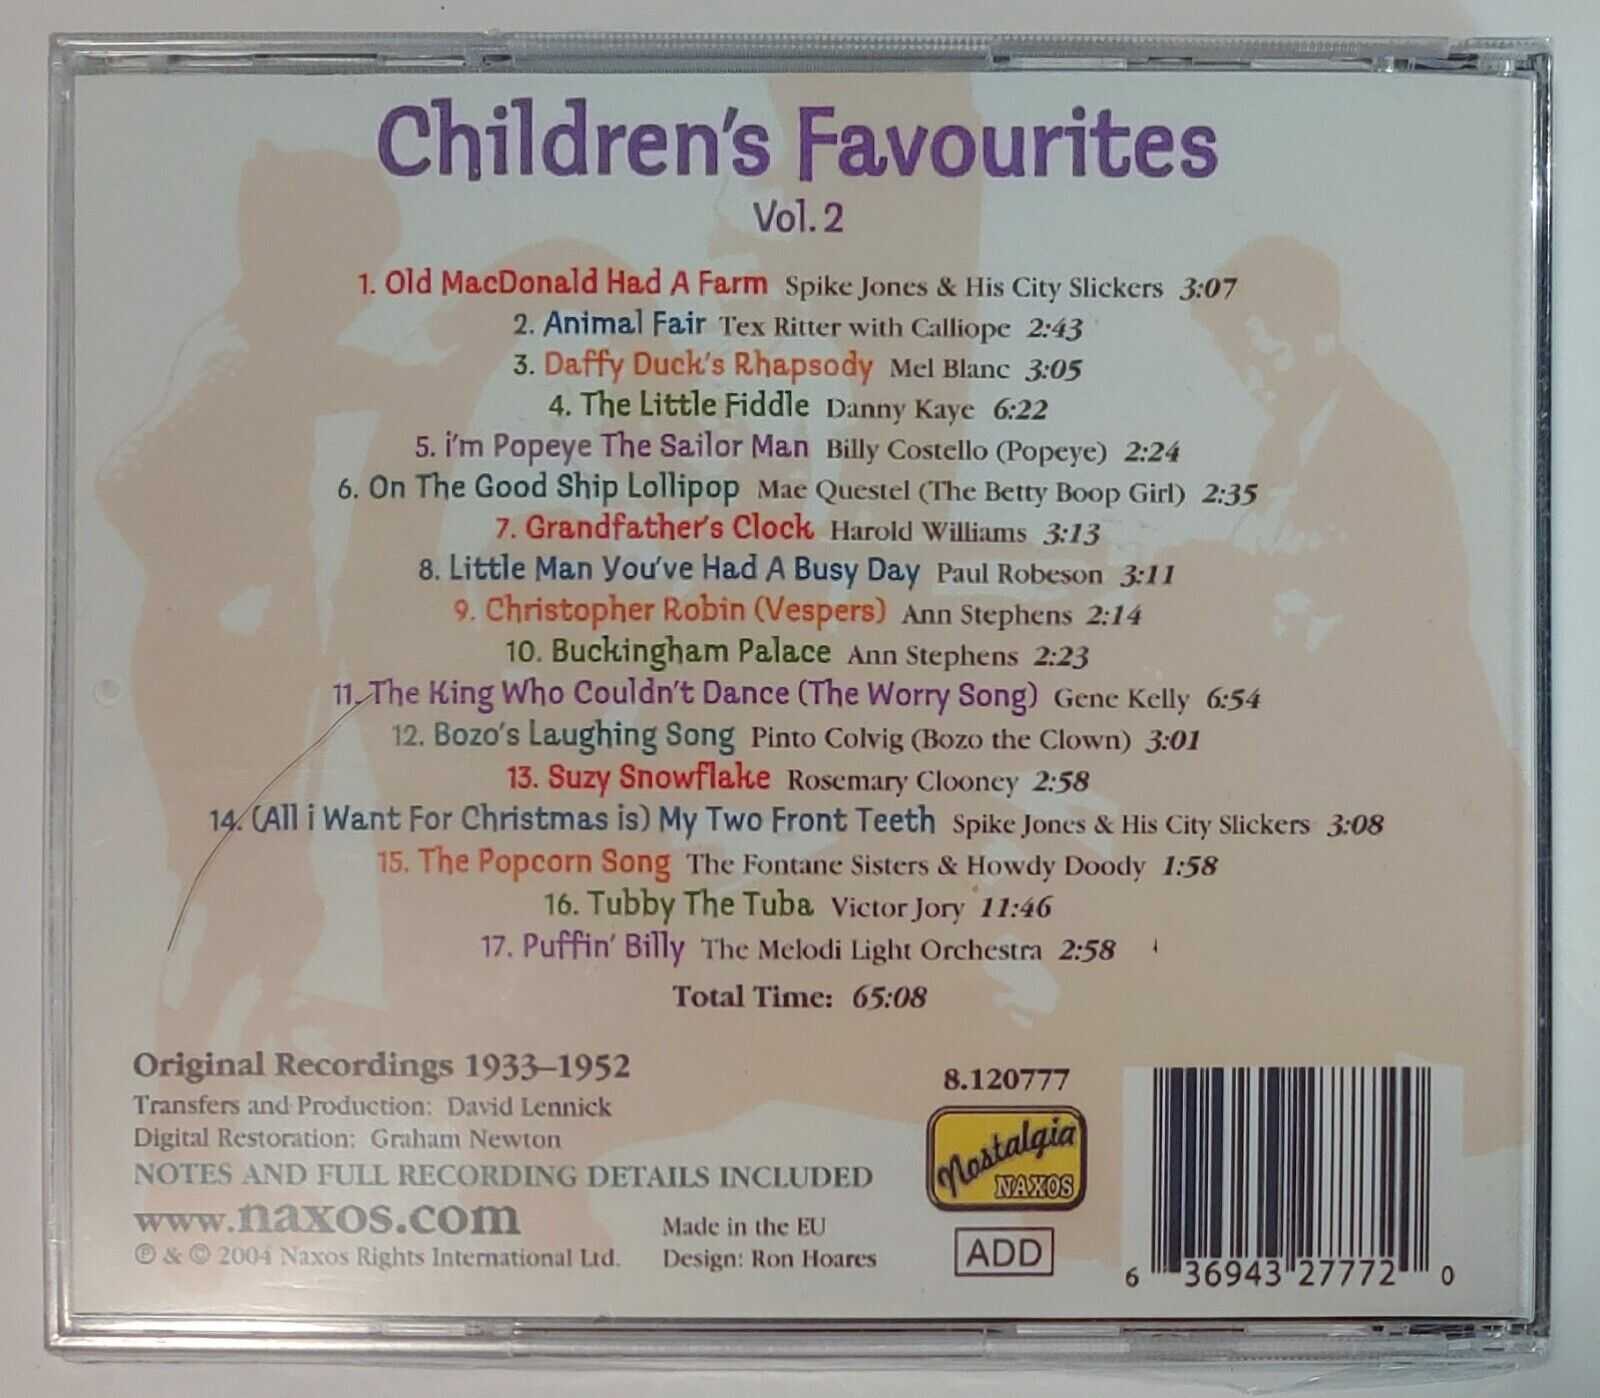 Children's Favourites
Vol. 2
1. Old MacDonald Had A Farm Spike Jones & His City Slickers 3:07
2. Animal Fair Tex Ritter with Calliope 2:43
3. Daffy Duck's Rhapsody Mel Blanc 3:05
4. The Little Fiddle Danny Kaye 6:22
5. i'm Popeye The Sailor Man Billy Costello (Popeye) 2:24
6. On The Good Ship Lollipop Mae Questel (The Betty Boop Girl) 2:35
7. Grandfather's Clock Harold Williams 3:13
8. Little Man You've Had A Busy Day Paul Robeson 3:11
9. Christopher Robin (Vespers) Ann Stephens 2:14
10. Buckingham Palace Ann Stephens 2:23
11. The King Who Couldn't Dance (The Worry Song) Gene Kelly 6:54
12. Bozo's Laughing Song Pinto Colvig (Bozo the Clown) 3:01
13. Suzy Snowflake Rosemary Clooney 2:58
14. (All i Want For Christmas is) My Two Front Teeth Spike Jones & His City Slickers 3:08
15. The Popcorn Song The Fontane Sisters & Howdy Doody 1:58
16. Tubby The Tuba Victor Jory 11:46
17. Puffin' Billy The Melodi Light Orchestra 2:58
Total Time: 65:08
Original Recordings 1933–1952
Transfers and Production: David Lennick
Digital Restoration: Graham Newton
NOTES AND FULL RECORDING DETAILS INCLUDED
www.naxos.com
℗ & © 2004 Naxos Rights International Ltd.
Made in the EU
Design: Ron Hoares
8.120777
Nostalgia
NAXOS
ADD
6 36943 27772 0